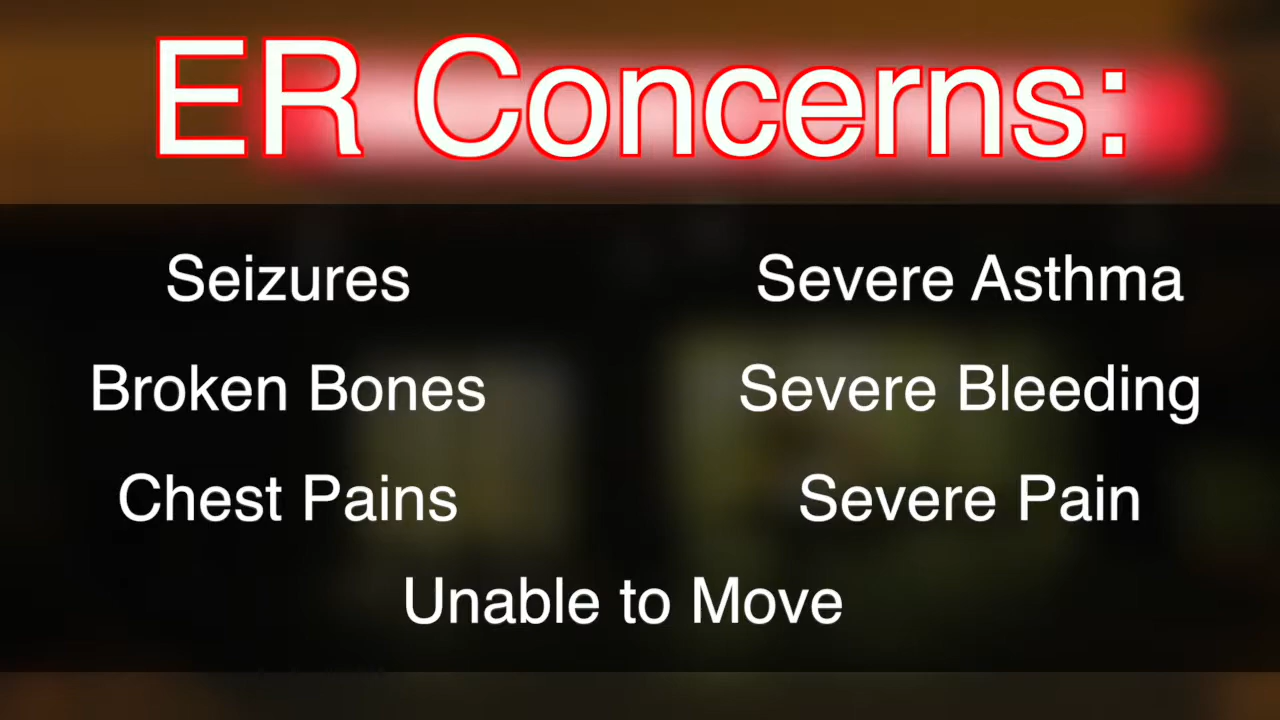 ER Concerns:
Seizures
Severe Asthma
Broken Bones
Severe Bleeding
Chest Pains
Severe Pain
Unable to Move